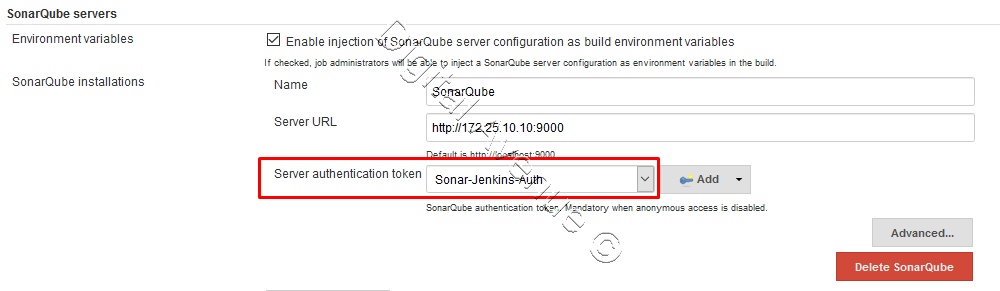 SonarQube servers
Environment variables
Enable injection of SonarQube server configuration as build environment variables
If checked, job administrators will be able to inject a SonarQube server configuration as environment variables in the build.
SonarQube installations
Name
SonarQube
Server URL
http://172.25.10.10:9000
Default is http://localhost:9000
Server authentication token
Sonar-Jenkins-Auth
Add
SonarQube authentication token. Mandatory when anonymous access is disabled.
Advanced...
Delete SonarQube
Digital Avenue ©